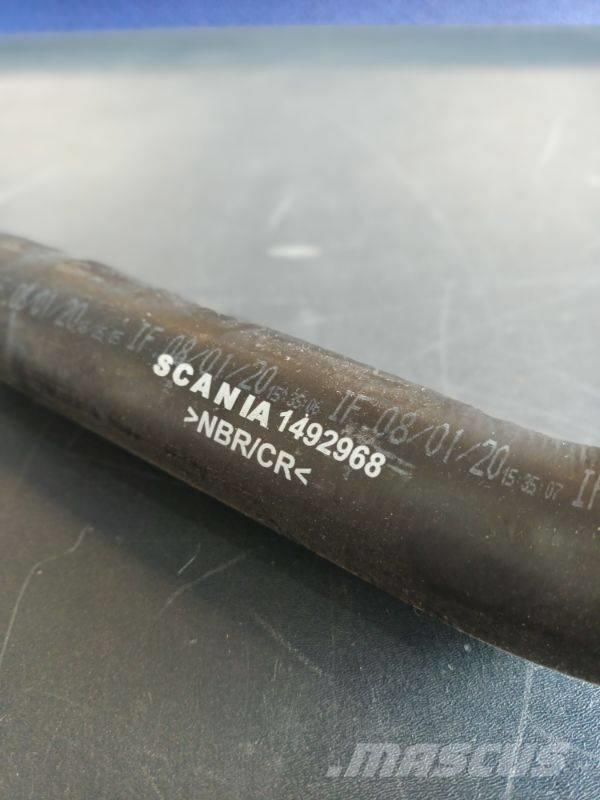 IF 08/01/20 15:35:06 IF 08/01/20 15:35:07 IF
SCANIA 1492968
>NBR/CR<
mascus